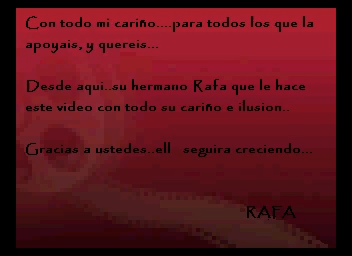 Con todo mi cariño....para todos los que la
apoyais, y quereis...
Desde aqui..su hermano Rafa que le hace
este video con todo su cariño e ilusion..
Gracias a ustedes..ell seguira creciendo...
RAFA